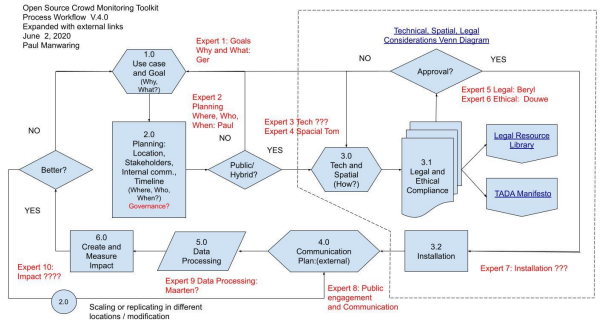 Open Source Crowd Monitoring Toolkit
Process Workflow V.4.0
Expanded with external links
June 2, 2020
Paul Manwaring
Technical, Spatial, Legal
Considerations Venn Diagram
Expert 1: Goals
Why and What:
Ger
1.0
Use case
and Goal
(Why,
What?)
NO
Approval?
YES
Expert 2
Planning
Where, Who,
When: Paul
Expert 5 Legal: Beryl
Expert 6 Ethical: Douwe
Expert 3 Tech ???
Expert 4 Spacial Tom
NO
2.0
Planning:
Location,
Stakeholders,
Internal comm.,
Timeline
(Where, Who,
When?)
Governance?
NO
Public/
Hybrid?
YES
3.0
Tech and
Spatial
(How?)
3.1
Legal and
Ethical
Compliance
Legal Resource
Library
TADA Manifesto
Better?
YES
6.0
Create and
Measure
Impact
5.0
Data
Processing
4.0
Communication
Plan:(external)
3.2
Installation
Expert 10:
Impact ????
Expert 9 Data Processing:
Maarten?
Expert 7: Installation ???
Expert 8: Public
engagement
and Communication
2.0
Scaling or replicating in different
locations / modification